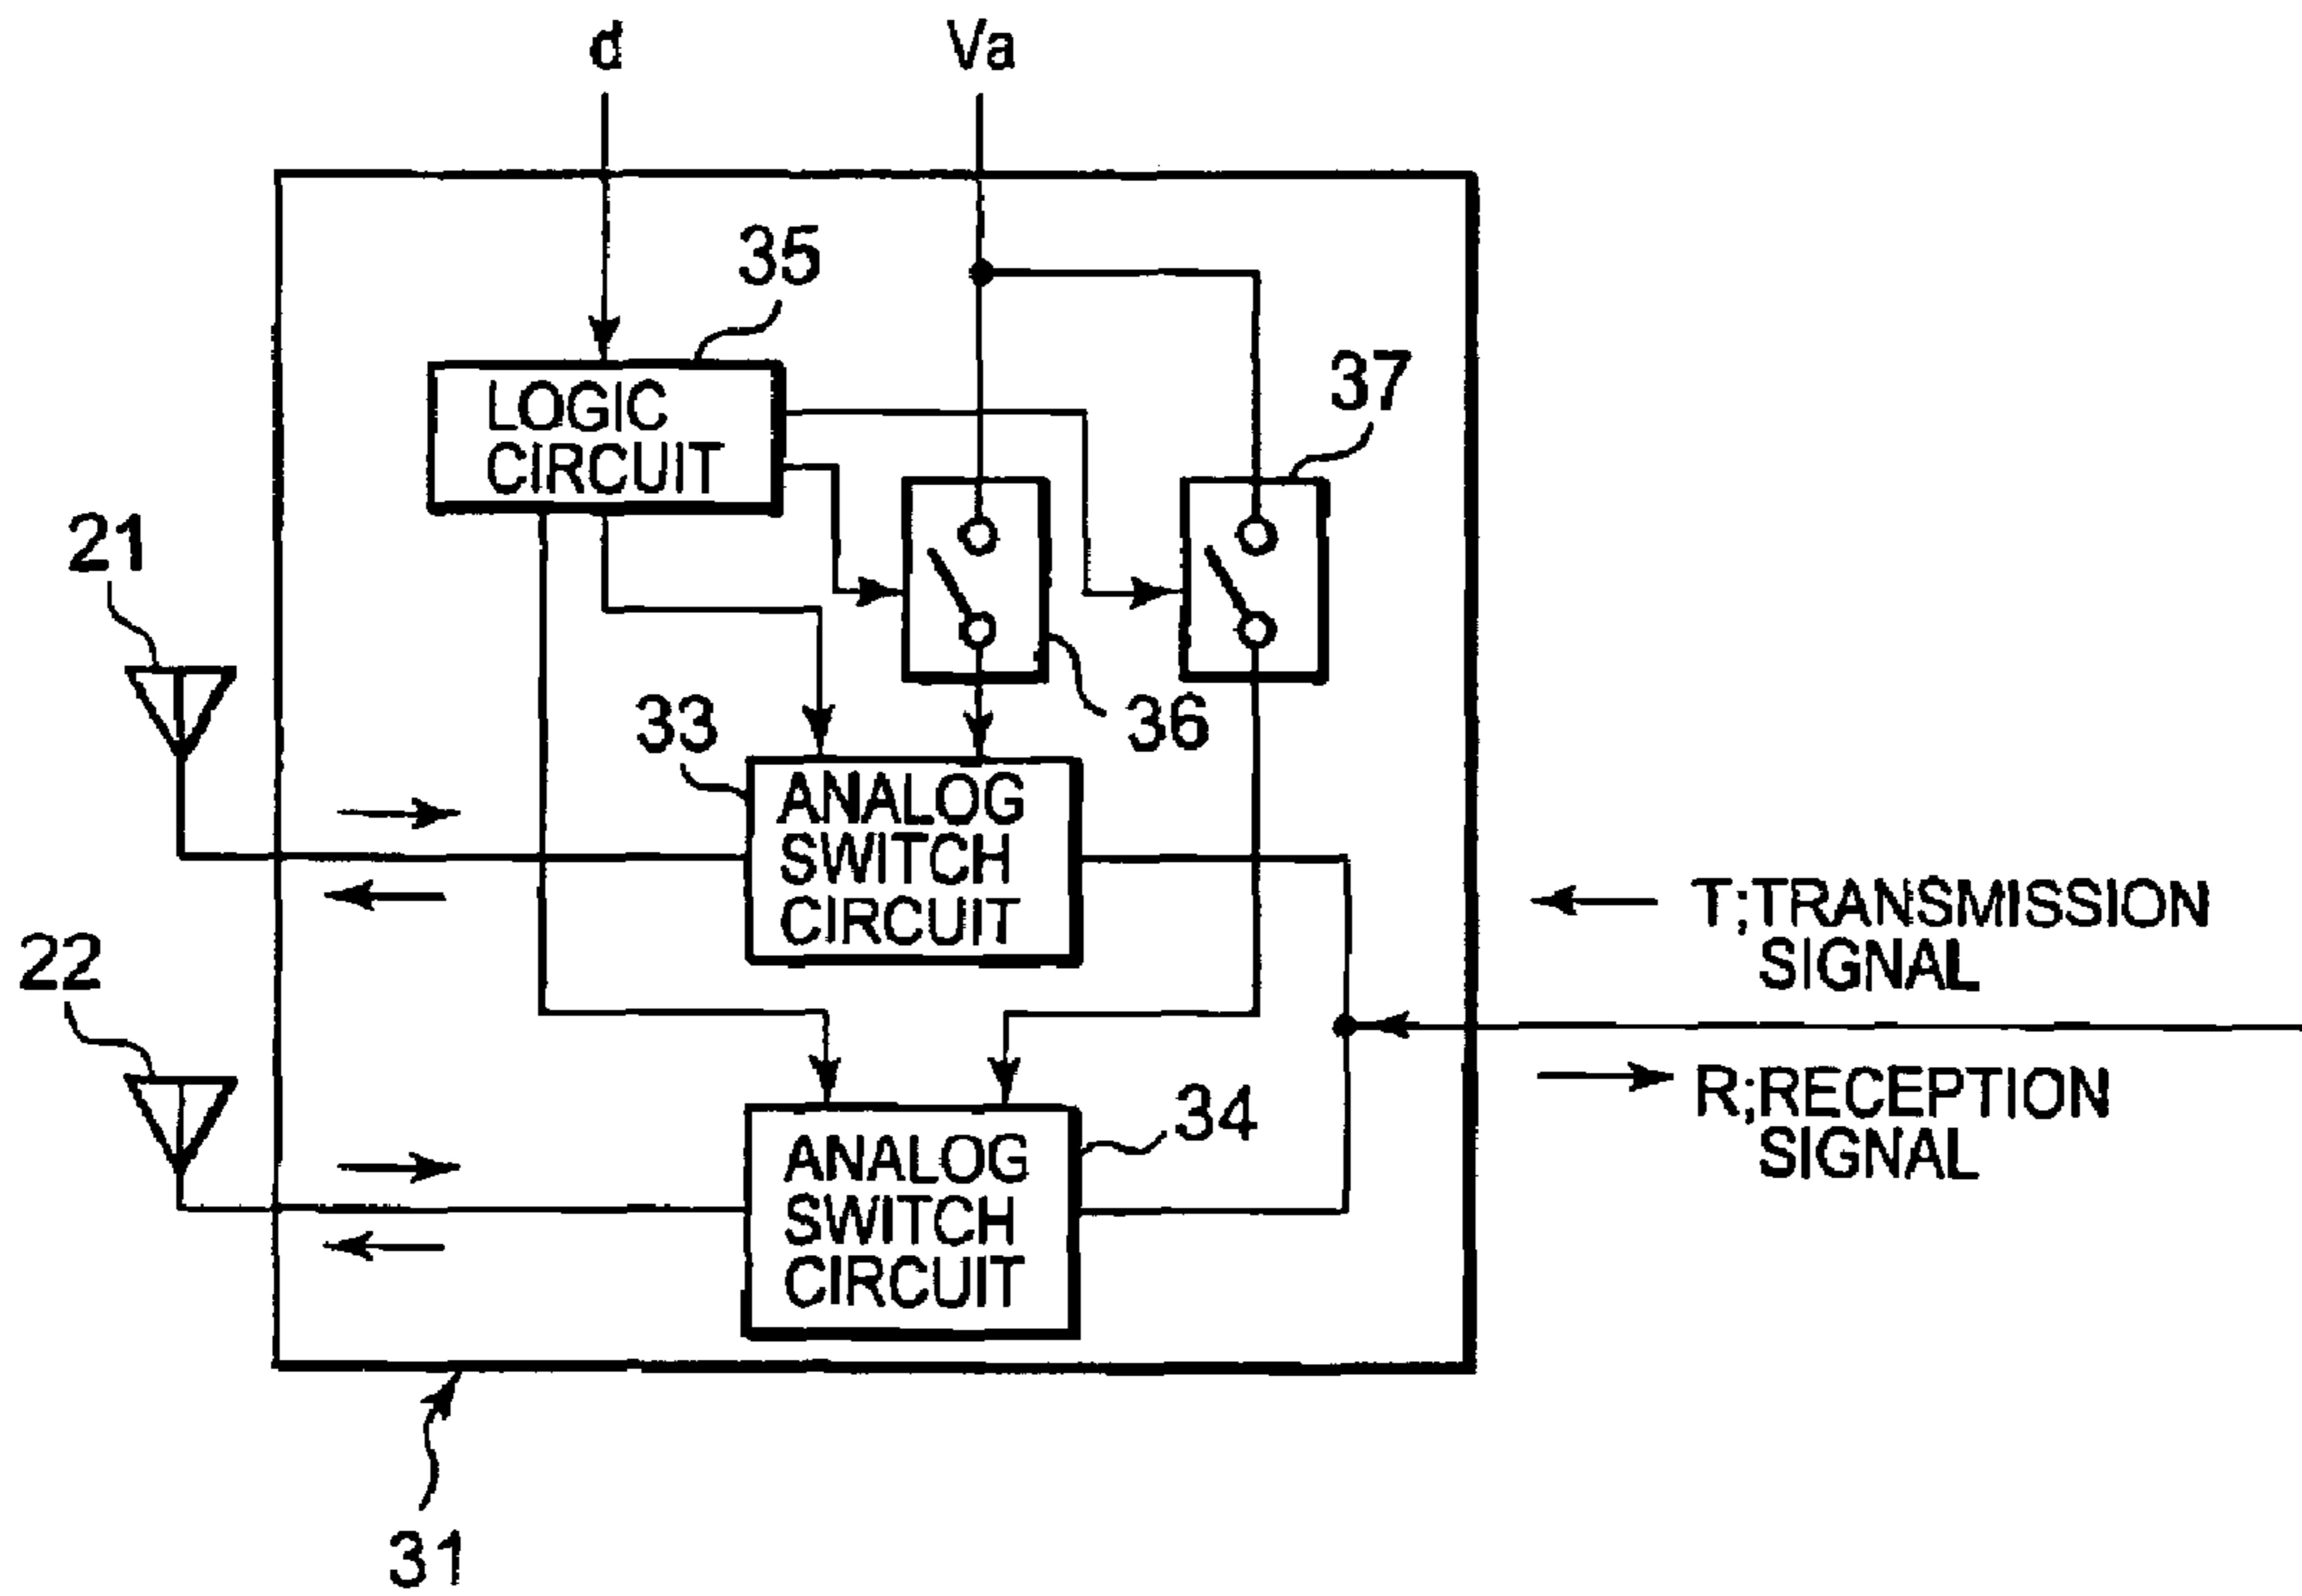 d
Va
35
LOGIC
CIRCUIT
37
21
36
33
ANALOG
SWITCH
CIRCUIT
22
T;TRANSMISSION
SIGNAL
R;RECEPTION
SIGNAL
34
ANALOG
SWITCH
CIRCUIT
31